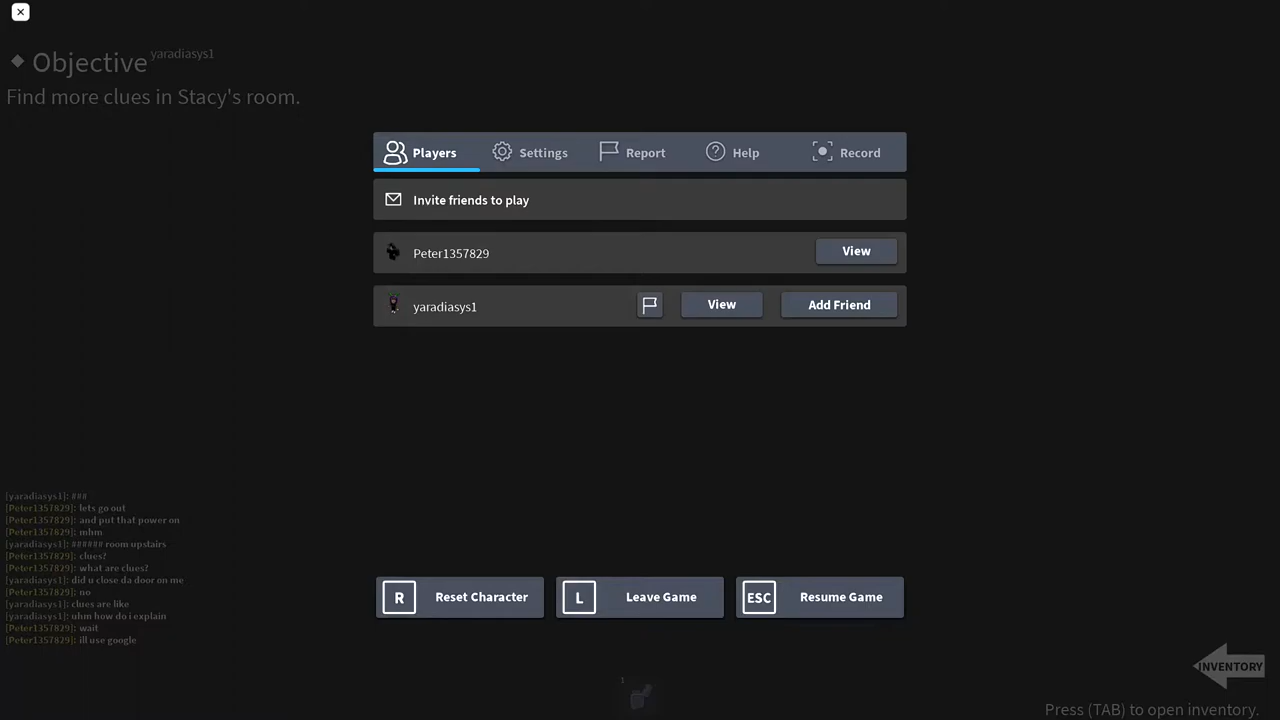 Objective
yaradiasys1
Find more clues in Stacy's room.
Players
Settings
Report
Help
Record
Invite friends to play
Peter1357829
View
yaradiasys1
View
Add Friend
[yaradiasys1]: ###
[Peter1357829]: lets go out
[Peter1357829]: and put that power on
[Peter1357829]: mhm
[yaradiasys1]: ###### room upstairs
[Peter1357829]: clues?
[Peter1357829]: what are clues?
[yaradiasys1]: did u close da door on me
[Peter1357829]: no
[yaradiasys1]: clues are like
[yaradiasys1]: uhm how do i explain
[Peter1357829]: wait
[Peter1357829]: ill use google
R Reset Character
L Leave Game
ESC Resume Game
INVENTORY
1
Press (TAB) to open inventory.